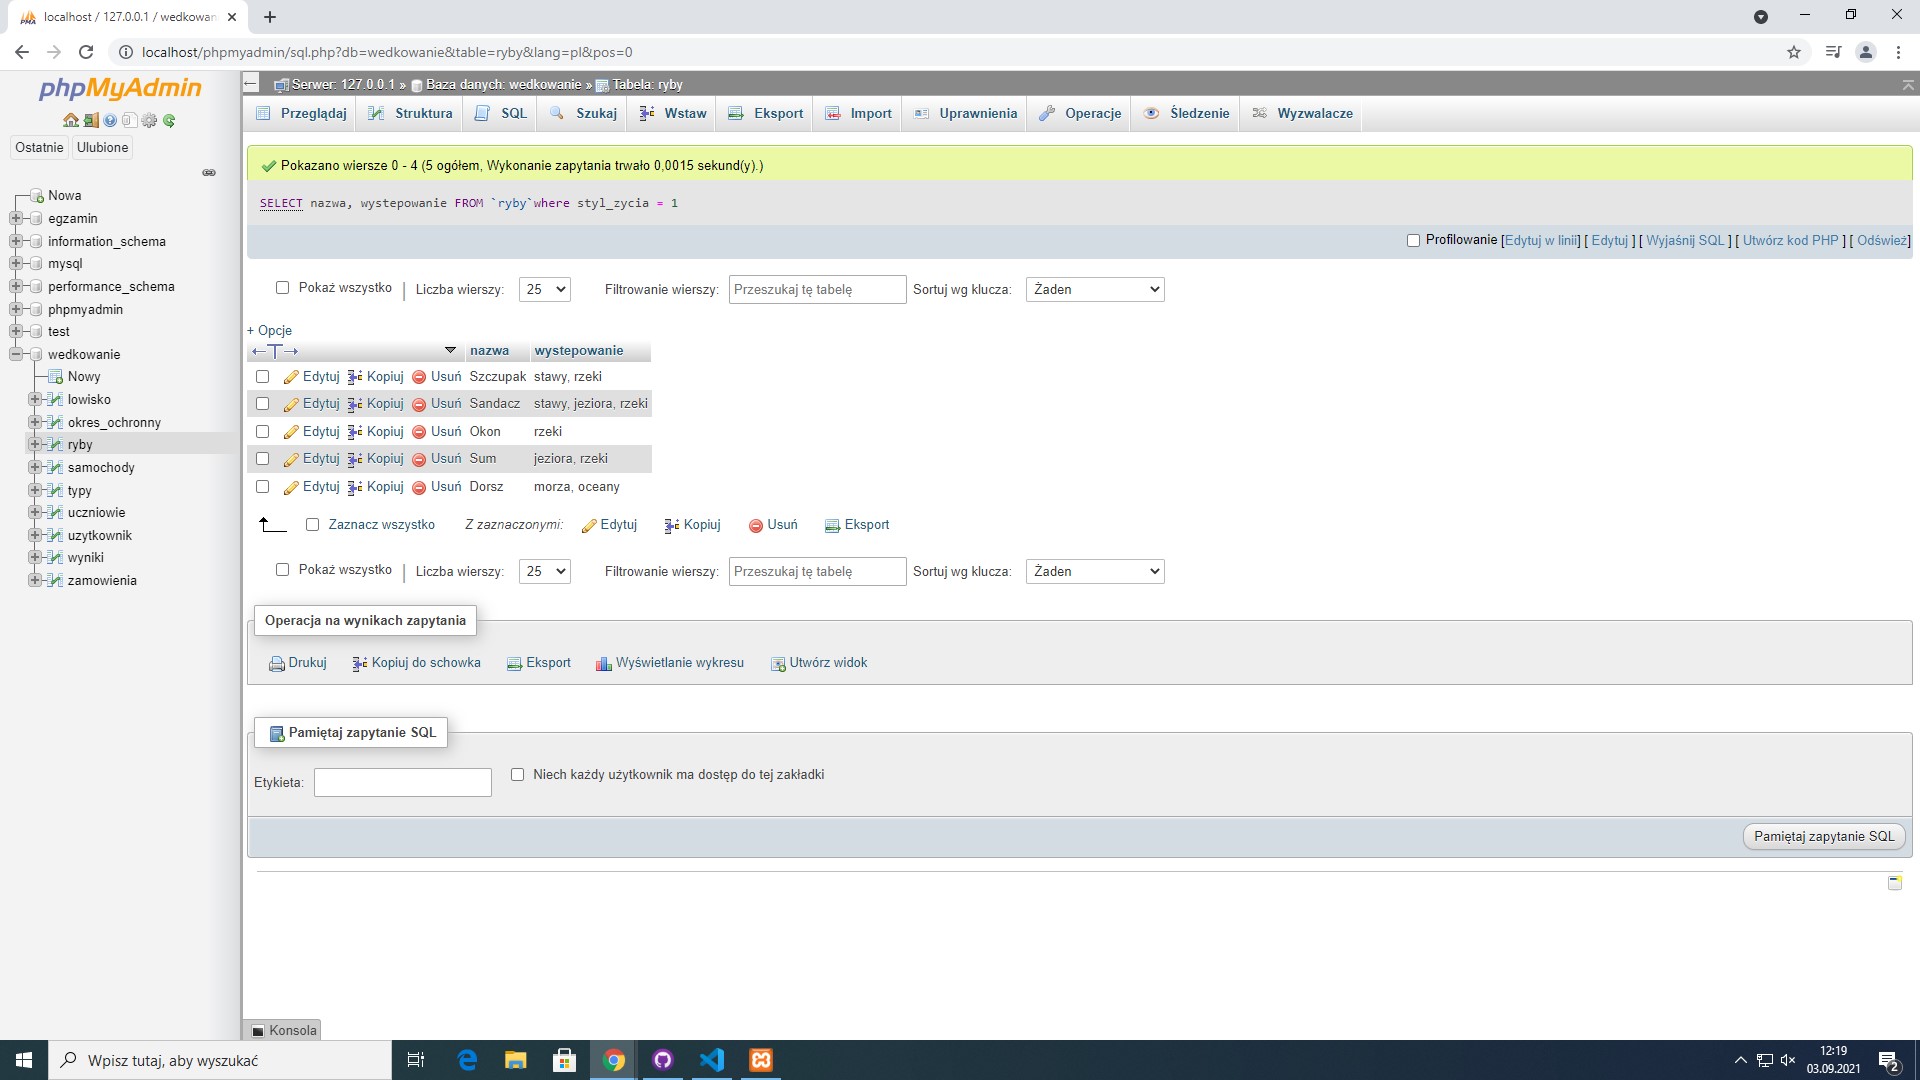 localhost / 127.0.0.1 / wedkowan
localhost/phpmyadmin/sql.php?db=wedkowanie&table=ryby&lang=pl&pos=0
phpMyAdmin
Ostatnie Ulubione
Nowa
egzamin
information_schema
mysql
performance_schema
phpmyadmin
test
wedkowanie
Nowy
lowisko
okres_ochronny
ryby
samochody
typy
uczniowie
uzytkownik
wyniki
zamowienia
Serwer: 127.0.0.1 » Baza danych: wedkowanie » Tabela: ryby
Przeglądaj Struktura SQL Szukaj Wstaw Eksport Import Uprawnienia Operacje Śledzenie Wyzwalacze
Pokazano wiersze 0 - 4 (5 ogółem, Wykonanie zapytania trwało 0,0015 sekund(y).)
SELECT nazwa, wystepowanie FROM `ryby`where styl_zycia = 1
Profilowanie [Edytuj w linii] [ Edytuj ] [ Wyjaśnij SQL ] [ Utwórz kod PHP ] [ Odśwież]
Pokaż wszystko | Liczba wierszy: 25 Filtrowanie wierszy: Przeszukaj tę tabelę Sortuj wg klucza: Żaden
+ Opcje
←T→ nazwa wystepowanie
Edytuj Kopiuj Usuń Szczupak stawy, rzeki
Edytuj Kopiuj Usuń Sandacz stawy, jeziora, rzeki
Edytuj Kopiuj Usuń Okon rzeki
Edytuj Kopiuj Usuń Sum jeziora, rzeki
Edytuj Kopiuj Usuń Dorsz morza, oceany
Zaznacz wszystko Z zaznaczonymi: Edytuj Kopiuj Usuń Eksport
Pokaż wszystko | Liczba wierszy: 25 Filtrowanie wierszy: Przeszukaj tę tabelę Sortuj wg klucza: Żaden
Operacja na wynikach zapytania
Drukuj Kopiuj do schowka Eksport Wyświetlanie wykresu Utwórz widok
Pamiętaj zapytanie SQL
Etykieta: Niech każdy użytkownik ma dostęp do tej zakładki
Pamiętaj zapytanie SQL
Konsola
Wpisz tutaj, aby wyszukać
12:19
03.09.2021
2